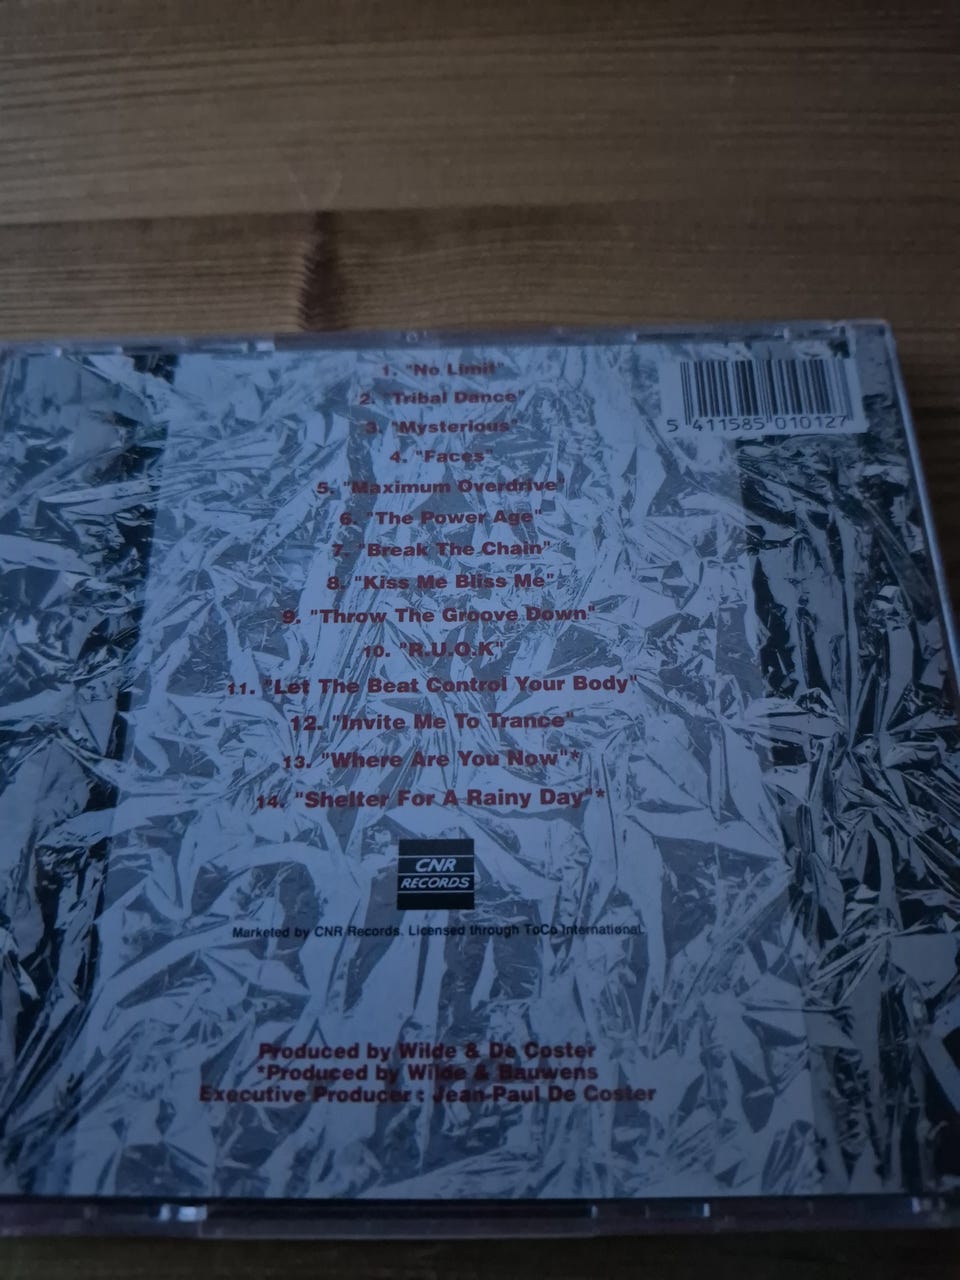 1. "No Limit"
2. "Tribal Dance"
3. "Mysterious"
4. "Faces"
5. "Maximum Overdrive"
6. "The Power Age"
7. "Break The Chain"
8. "Kiss Me Bliss Me"
9. "Throw The Groove Down"
10. "R.U.O.K"
11. "Let The Beat Control Your Body"
12. "Invite Me To Trance"
13. "Where Are You Now"*
14. "Shelter For A Rainy Day"*
5 411585 010127
CNR
RECORDS
Marketed by CNR Records. Licensed through ToCo International.
Produced by Wilde & De Coster
*Produced by Wilde & Bauwens
Executive Producer : Jean-Paul De Coster